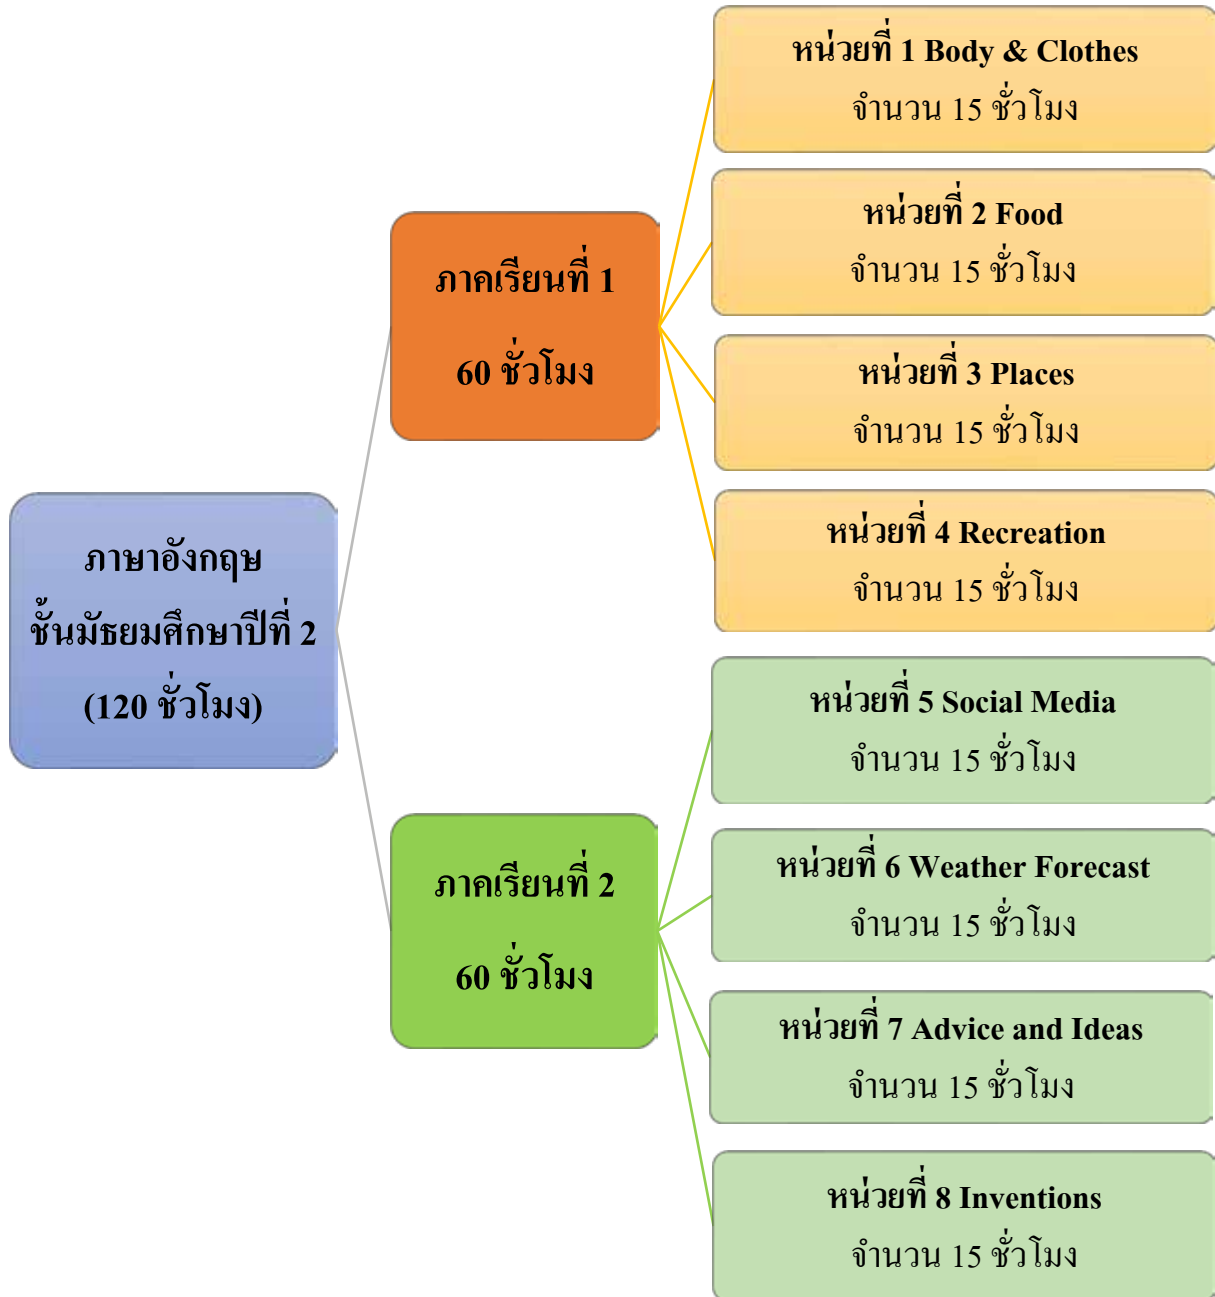 ภาษาอังกฤษ
ชั้นมัธยมศึกษาปีที่ 2
(120 ชั่วโมง)
ภาคเรียนที่ 1
60 ชั่วโมง
หน่วยที่ 1 Body & Clothes
จำนวน 15 ชั่วโมง
หน่วยที่ 2 Food
จำนวน 15 ชั่วโมง
หน่วยที่ 3 Places
จำนวน 15 ชั่วโมง
หน่วยที่ 4 Recreation
จำนวน 15 ชั่วโมง
ภาคเรียนที่ 2
60 ชั่วโมง
หน่วยที่ 5 Social Media
จำนวน 15 ชั่วโมง
หน่วยที่ 6 Weather Forecast
จำนวน 15 ชั่วโมง
หน่วยที่ 7 Advice and Ideas
จำนวน 15 ชั่วโมง
หน่วยที่ 8 Inventions
จำนวน 15 ชั่วโมง